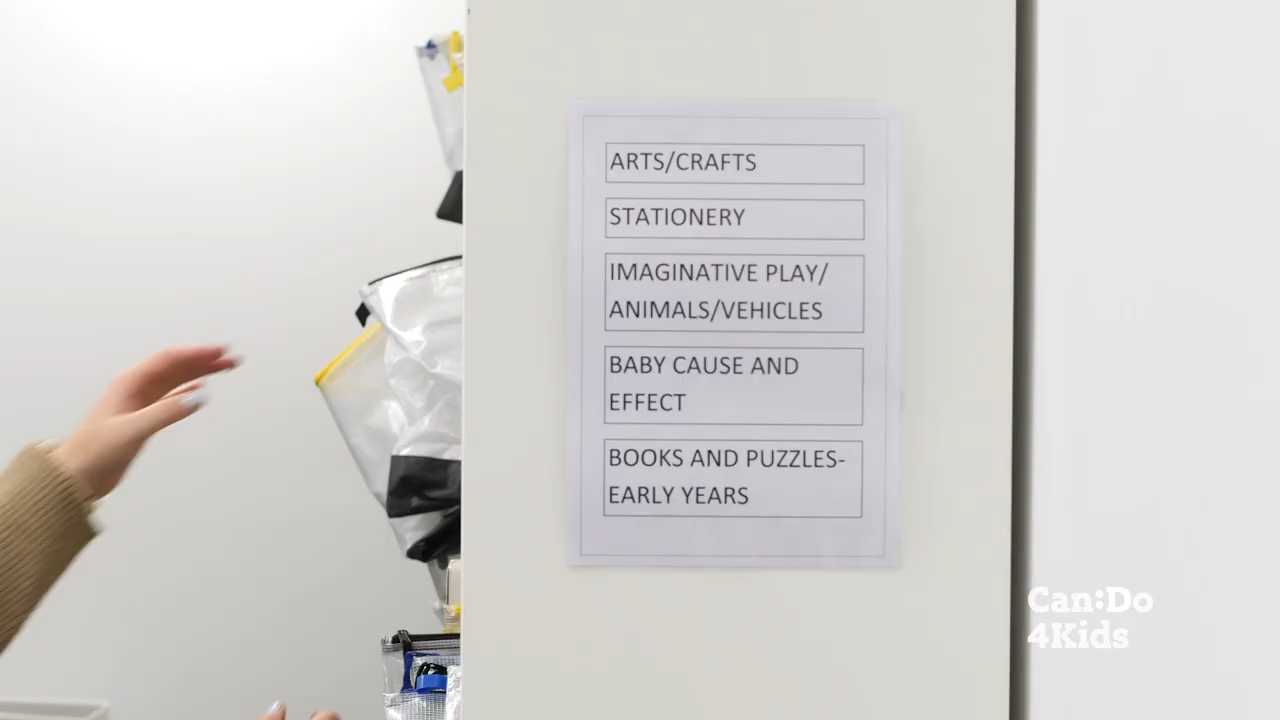 ARTS/CRAFTS
STATIONERY
IMAGINATIVE PLAY/
ANIMALS/VEHICLES
BABY CAUSE AND
EFFECT
BOOKS AND PUZZLES-
EARLY YEARS
Can:Do
4Kids